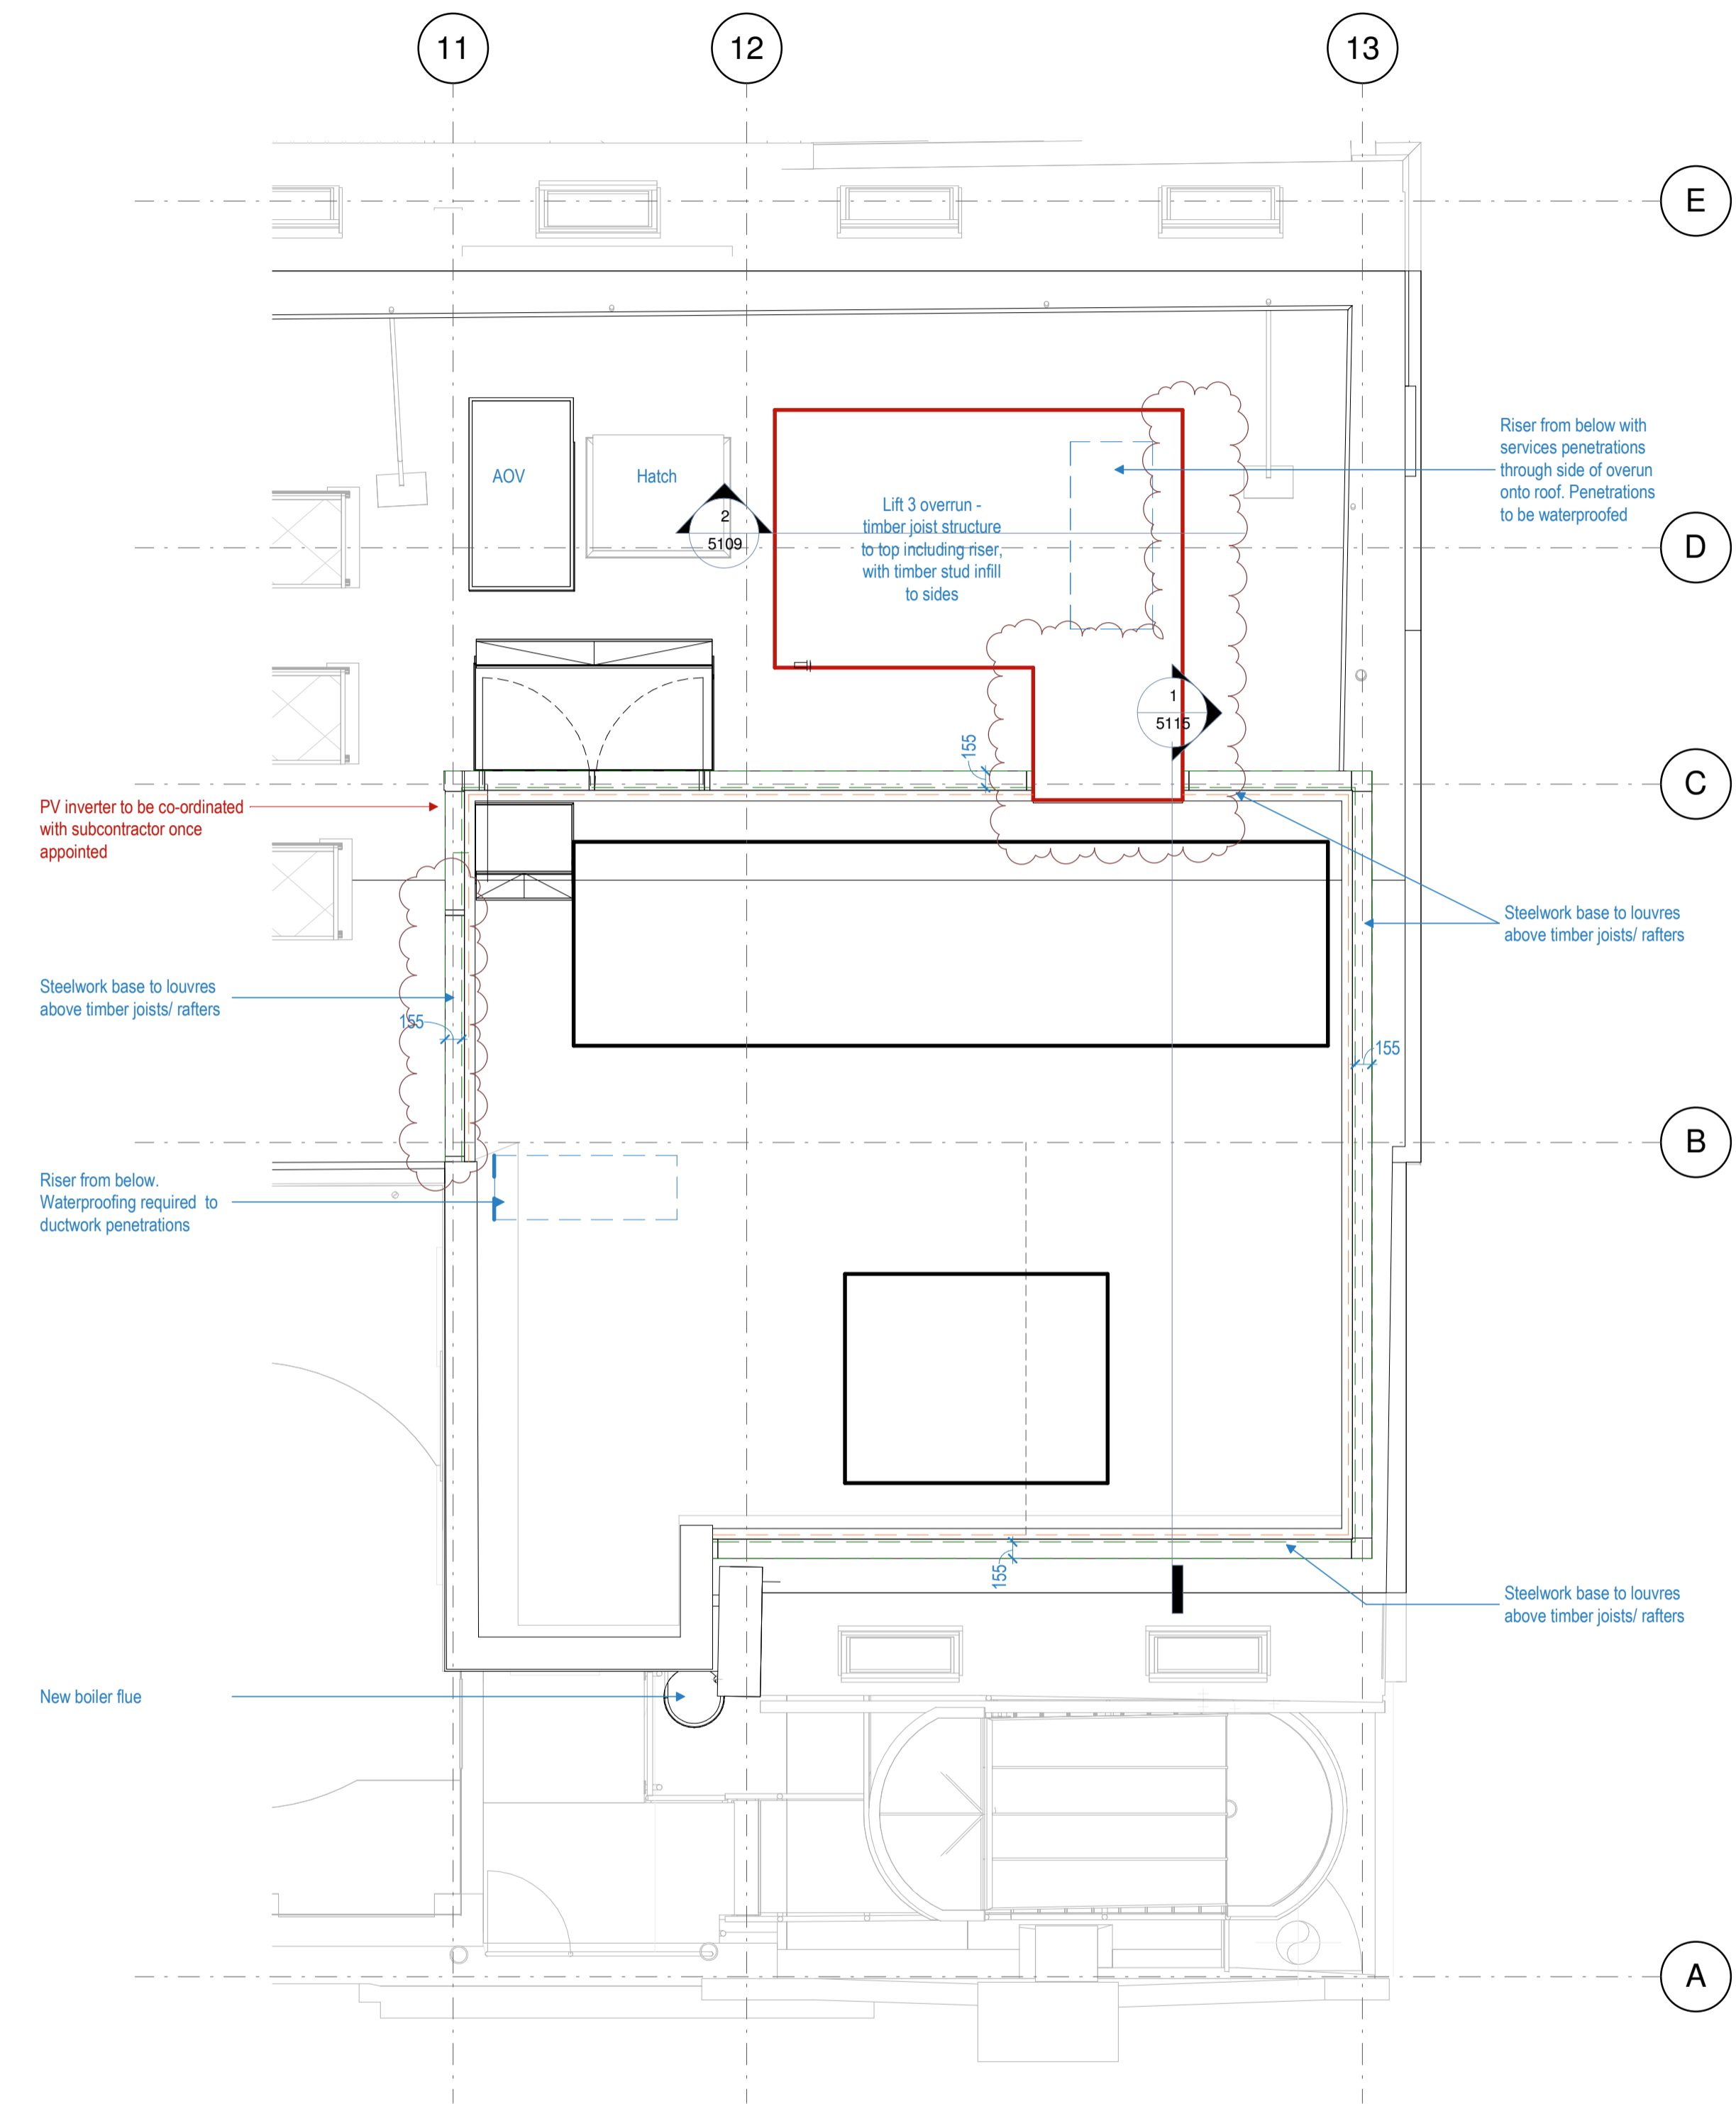 11
12
13
E
Riser from below with
services penetrations
through side of overun
onto roof. Penetrations
to be waterproofed
AOV
Hatch
Lift 3 overrun -
timber joist structure
to top including riser,
with timber stud infill
to sides
2
5109
D
1
5115
155
C
PV inverter to be co-ordinated
with subcontractor once
appointed
Steelwork base to louvres
above timber joists/ rafters
Steelwork base to louvres
above timber joists/ rafters
155
155
B
Riser from below.
Waterproofing required to
ductwork penetrations
155
Steelwork base to louvres
above timber joists/ rafters
New boiler flue
A